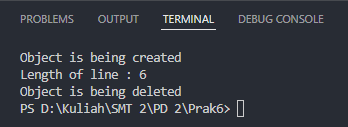 PROBLEMS OUTPUT TERMINAL DEBUG CONSOLE
Object is being created
Length of line : 6
Object is being deleted
PS D:\Kuliah\SMT 2\PD 2\Prak6>